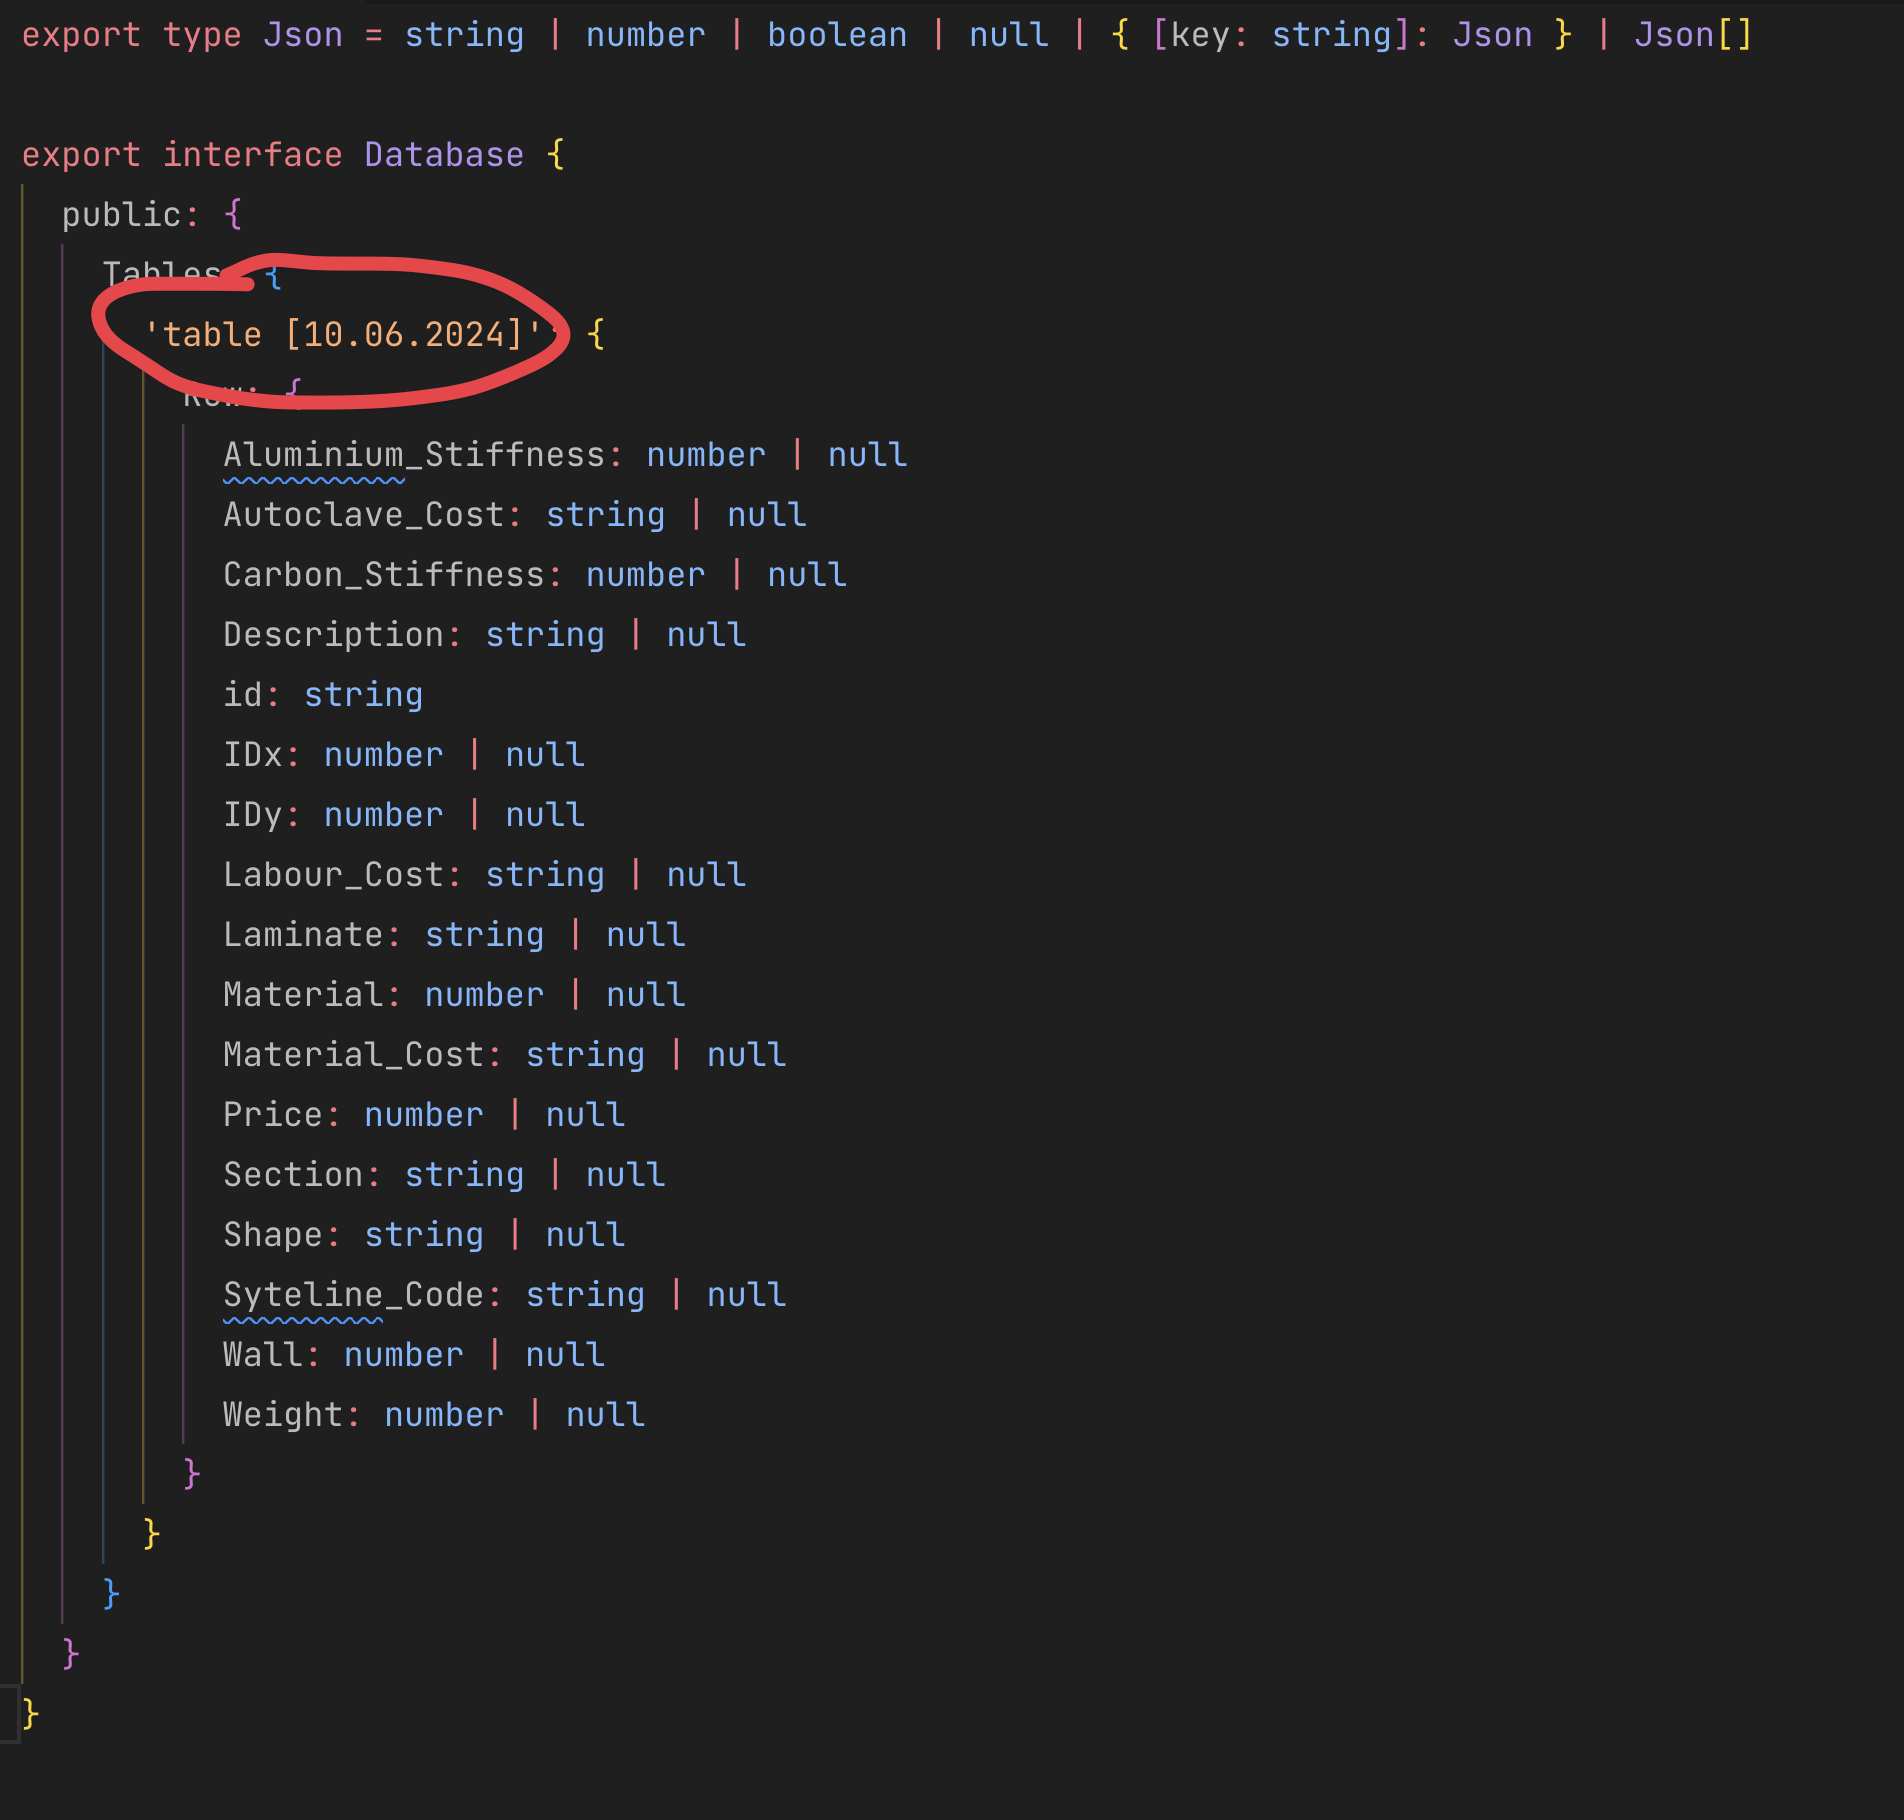 export type Json = string | number | boolean | null | { [key: string]: Json } | Json[]
export interface Database {
public: {
Tables {
'table [10.06.2024]': {
Row: {
Aluminium_Stiffness: number | null
Autoclave_Cost: string | null
Carbon_Stiffness: number | null
Description: string | null
id: string
IDx: number | null
IDy: number | null
Labour_Cost: string | null
Laminate: string | null
Material: number | null
Material_Cost: string | null
Price: number | null
Section: string | null
Shape: string | null
Syteline_Code: string | null
Wall: number | null
Weight: number | null
}
}
}
}
}